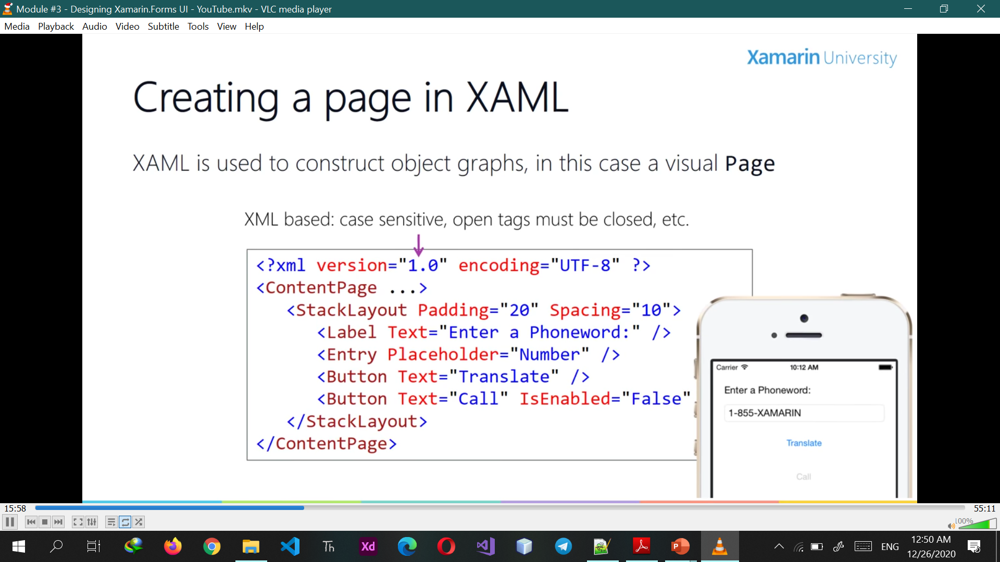 Module #3 - Designing Xamarin.Forms UI - YouTube.mkv - VLC media player
Media Playback Audio Video Subtitle Tools View Help
Xamarin University
Creating a page in XAML
XAML is used to construct object graphs, in this case a visual Page
XML based: case sensitive, open tags must be closed, etc.
<?xml version="1.0" encoding="UTF-8" ?>
<ContentPage ...>
<StackLayout Padding="20" Spacing="10">
<Label Text="Enter a Phoneword:" />
<Entry Placeholder="Number" />
<Button Text="Translate" />
<Button Text="Call" IsEnabled="False"
</StackLayout>
</ContentPage>
Carrier 10:12 AM
Enter a Phoneword:
1-855-XAMARIN
Translate
Call
15:58 55:11
100%
Th Xd ENG 12:50 AM
12/26/2020